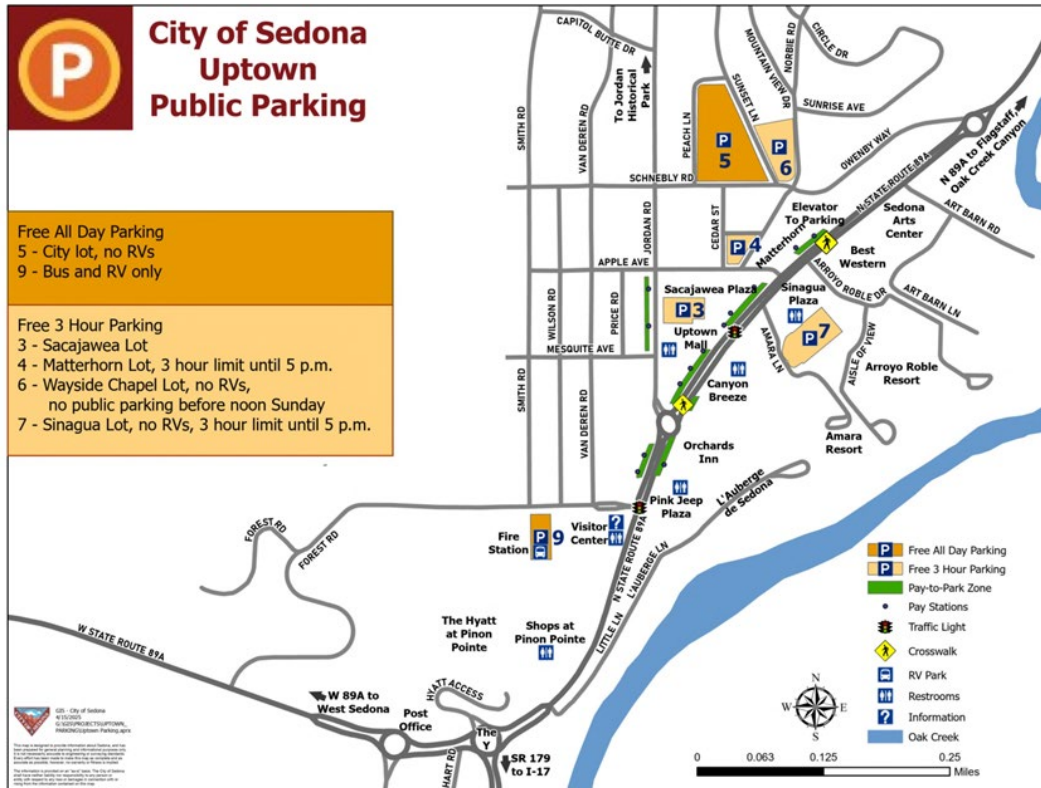 P
City of Sedona
Uptown
Public Parking
Free All Day Parking
5 - City lot, no RVs
9 - Bus and RV only
Free 3 Hour Parking
3 - Sacajawea Lot
4 - Matterhorn Lot, 3 hour limit until 5 p.m.
6 - Wayside Chapel Lot, no RVs,
no public parking before noon Sunday
7 - Sinagua Lot, no RVs, 3 hour limit until 5 p.m.
CAPITOL BUTTE DR
SMITH RD
VAN DEREN RD
To Jordan
Historical
Park
PEACH LN
SUNSET LN
MOUNTAIN VIEW DR
NORBIE RD
CIRCLE DR
SUNRISE AVE
P
5
P
6
OWENBY WAY
N 89A to Flagstaff,
Oak Creek Canyon
SCHNEBLY RD
N STATE ROUTE 89A
JORDAN RD
CEDAR ST
Elevator
To Parking
Matterhorn
Sedona
Arts
Center
ART BARN RD
P 4
Best
Western
APPLE AVE
ARROYO ROBLE DR
ART BARN LN
WILSON RD
PRICE RD
Sacajawea Plaza
P 3
Sinagua
Plaza
P 7
Uptown
Mall
MESQUITE AVE
AMARA LN
AISLE OF VIEW
Arroyo Roble
Resort
Canyon
Breeze
SMITH RD
VAN DEREN RD
Amara
Resort
Orchards
Inn
Pink Jeep
Plaza
L'Auberge
de Sedona
FOREST RD
FOREST RD
Fire
Station
P
9
Visitor
Center
?
N STATE ROUTE 89A
L'AUBERGE LN
LITTLE LN
The Hyatt
at Pinon
Pointe
Shops at
Pinon Pointe
W STATE ROUTE 89A
W 89A to
West Sedona
HYATT ACCESS
Post
Office
The
Y
HART RD
SR 179
to I-17
P Free All Day Parking
P Free 3 Hour Parking
Pay-to-Park Zone
Pay Stations
Traffic Light
Crosswalk
RV Park
Restrooms
? Information
Oak Creek
N
W E
S
0 0.063 0.125 0.25
Miles
GIS - City of Sedona
4/15/2025